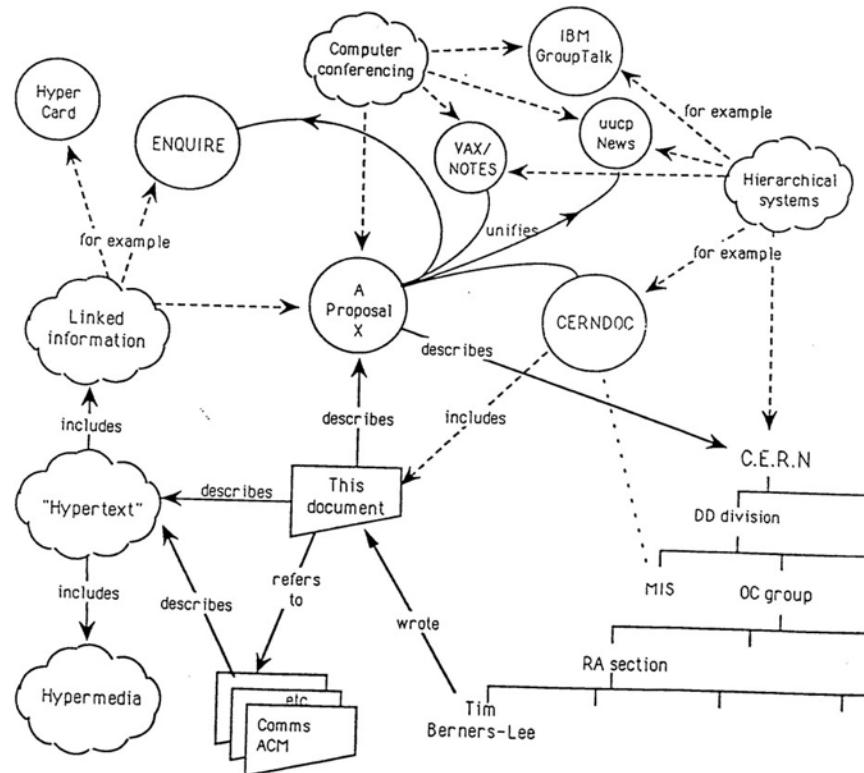 IBM
GroupTalk
Computer
conferencing
Hyper
Card
for example
uucp
News
ENQUIRE
VAX/
NOTES
Hierarchical
systems
unifies
for example
for example
A
Proposal
X
Linked
information
CERNDOC
describes
includes
describes
includes
C.E.R.N
This
document
describes
"Hypertext"
DD division
refers
to
MIS
OC group
includes
describes
wrote
RA section
Hypermedia
etc
Tim
Berners-Lee
Comms
ACM